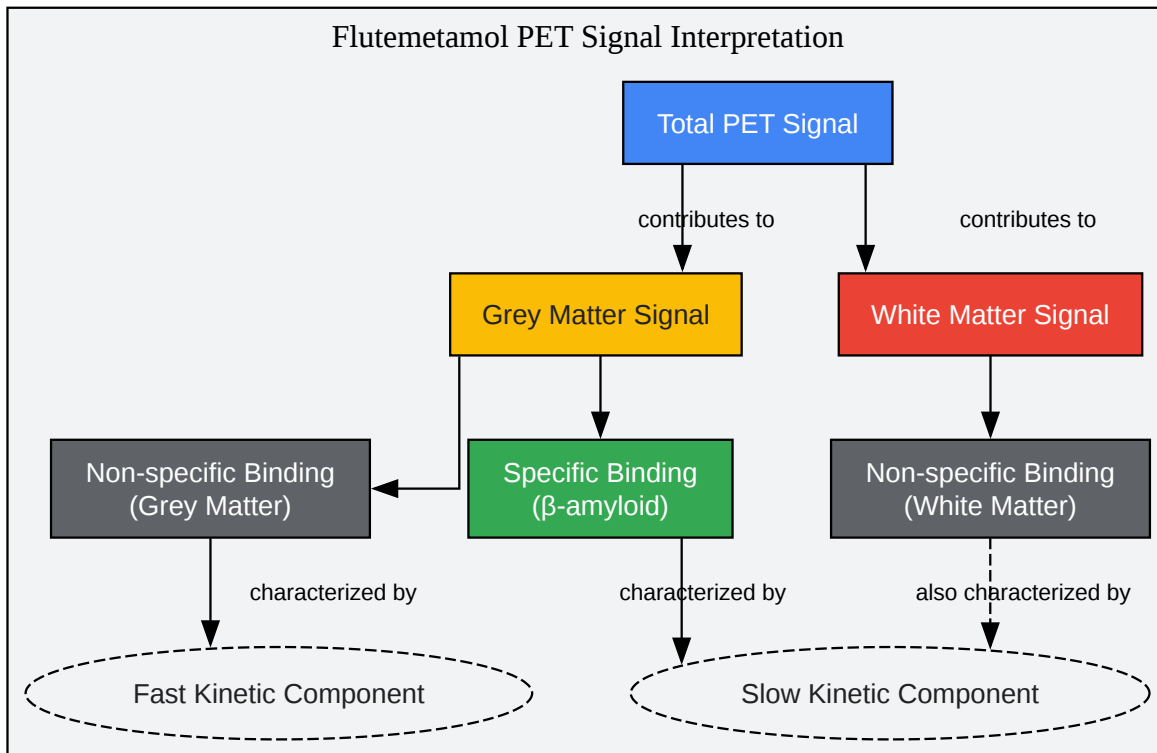 Flutemetamol PET Signal Interpretation
Total PET Signal
contributes to
contributes to
Grey Matter Signal
White Matter Signal
Non-specific Binding
(Grey Matter)
Specific Binding
(β-amyloid)
Non-specific Binding
(White Matter)
characterized by
characterized by
also characterized by
Fast Kinetic Component
Slow Kinetic Component